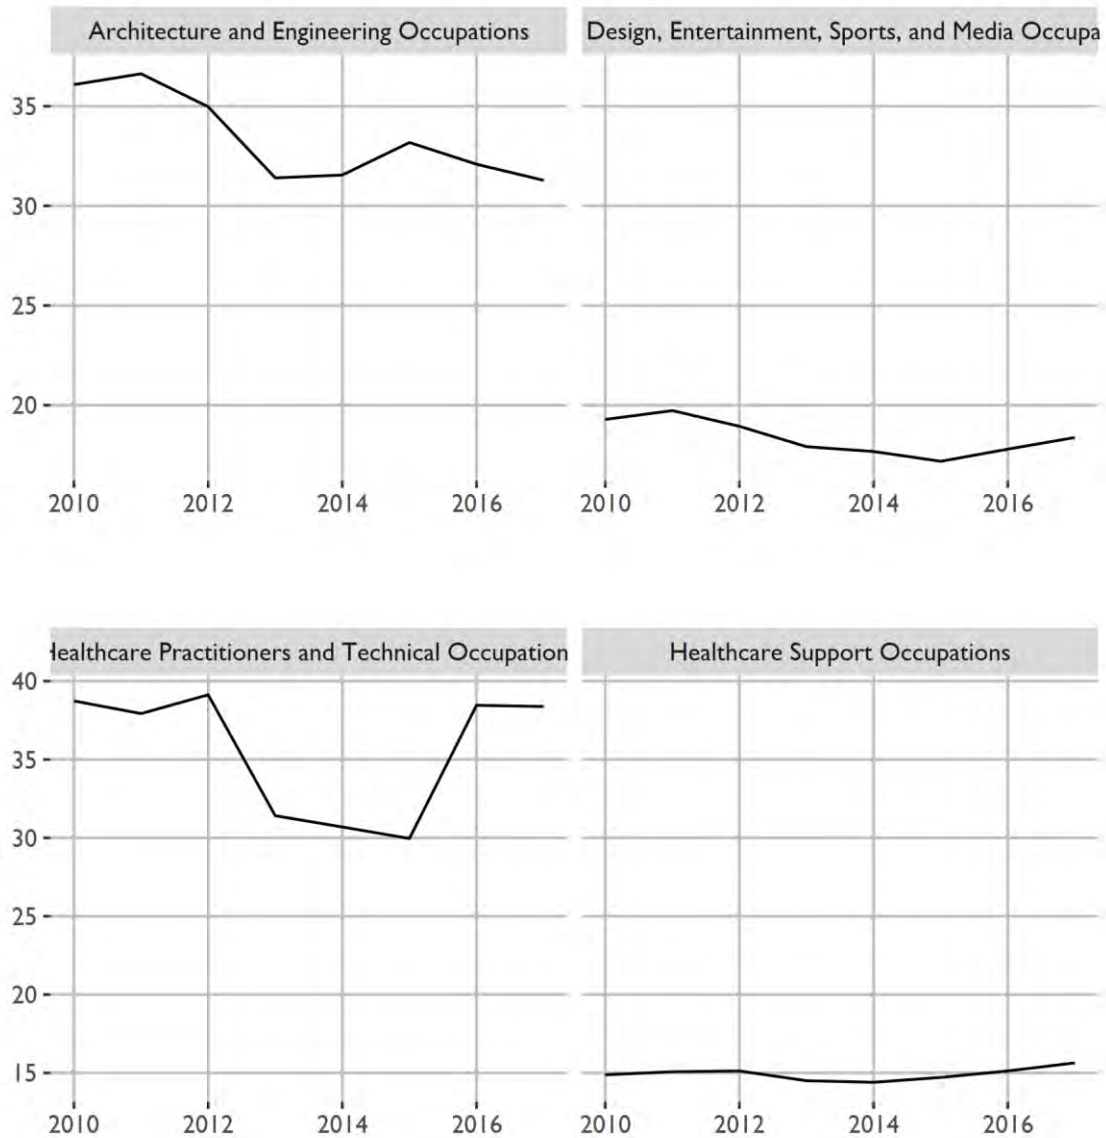 Architecture and Engineering Occupations
Design, Entertainment, Sports, and Media Occupa
35
30
25
20
2010 2012 2014 2016
2010 2012 2014 2016
Healthcare Practitioners and Technical Occupation
Healthcare Support Occupations
40
35
30
25
20
15
2010 2012 2014 2016
2010 2012 2014 2016